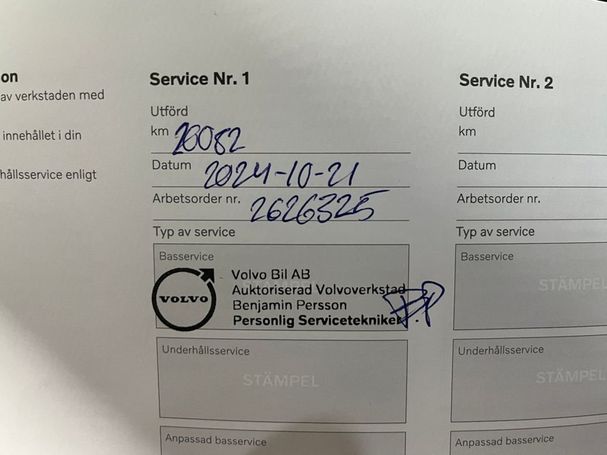 on
av verkstaden med
innehållet i din
hållsservice enligt
Service Nr. 1
Utförd
km 26082
Datum 2024-10-21
Arbetsorder nr. 2626325
Typ av service
Basservice
VOLVO
Volvo Bil AB
Auktoriserad Volvoverkstad
Benjamin Persson
Personlig Servicetekniker
Underhållsservice
STÄMPEL
Anpassad basservice
Service Nr. 2
Utförd
km
Datum
Arbetsorder nr.
Typ av service
Basservice
STÄMPEL
Underhållsservice
STÄMPEL
Anpassad basservice